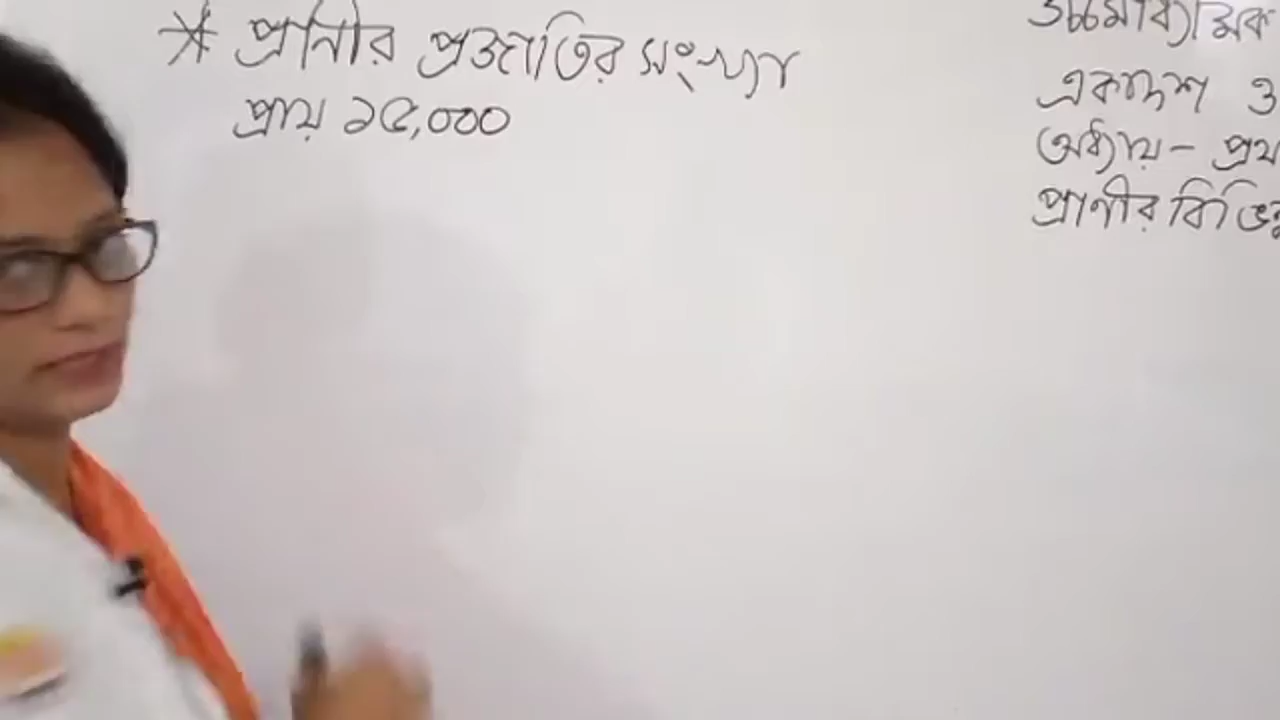 * প্রাণীর প্রজাতির সংখ্যা
প্রায় ১৫,০০০
উচ্চমাধ্যমিক
একাদশ ও
অধ্যায় - প্রথ
প্রাণীর বিভিন্ন